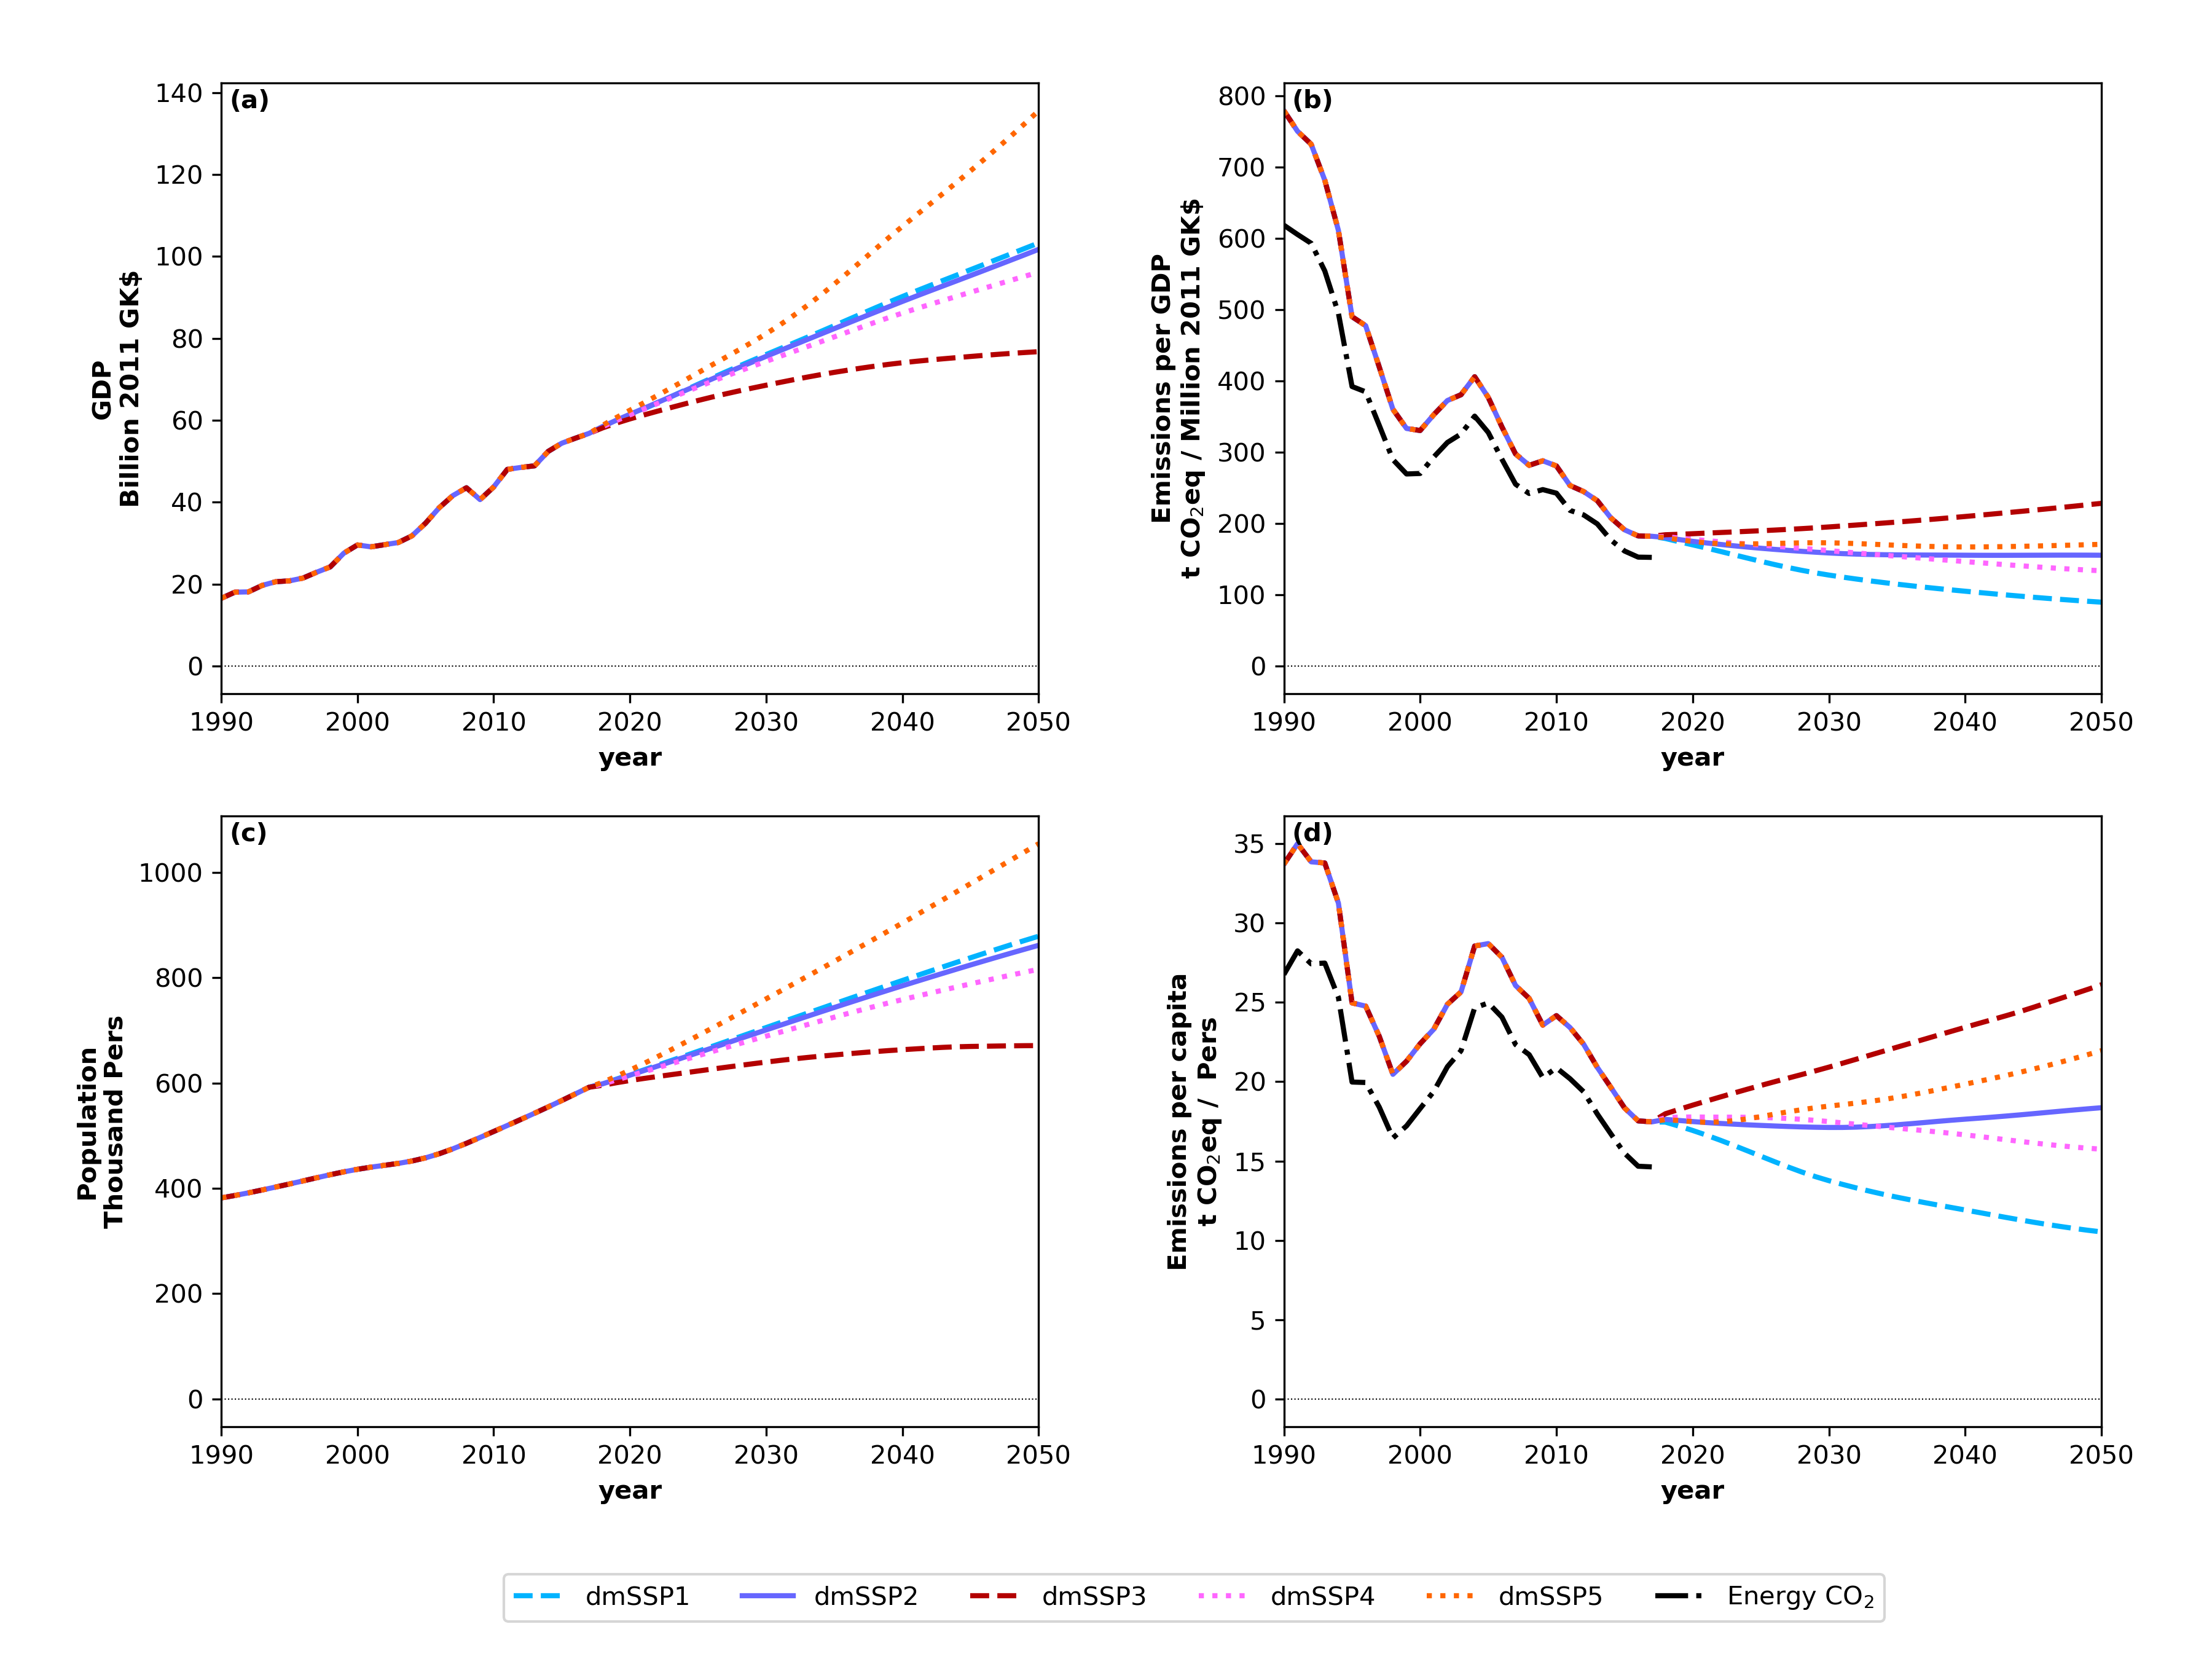 (a)
140
120
100
80
60
40
20
0
GDP
Billion 2011 GK$
1990 2000 2010 2020 2030 2040 2050
year
(b)
800
700
600
500
400
300
200
100
0
Emissions per GDP
t CO₂eq / Million 2011 GK$
1990 2000 2010 2020 2030 2040 2050
year
(c)
1000
800
600
400
200
0
Population
Thousand Pers
1990 2000 2010 2020 2030 2040 2050
year
(d)
35
30
25
20
15
10
5
0
Emissions per capita
t CO₂eq / Pers
1990 2000 2010 2020 2030 2040 2050
year
dmSSP1 dmSSP2 dmSSP3 dmSSP4 dmSSP5 Energy CO₂